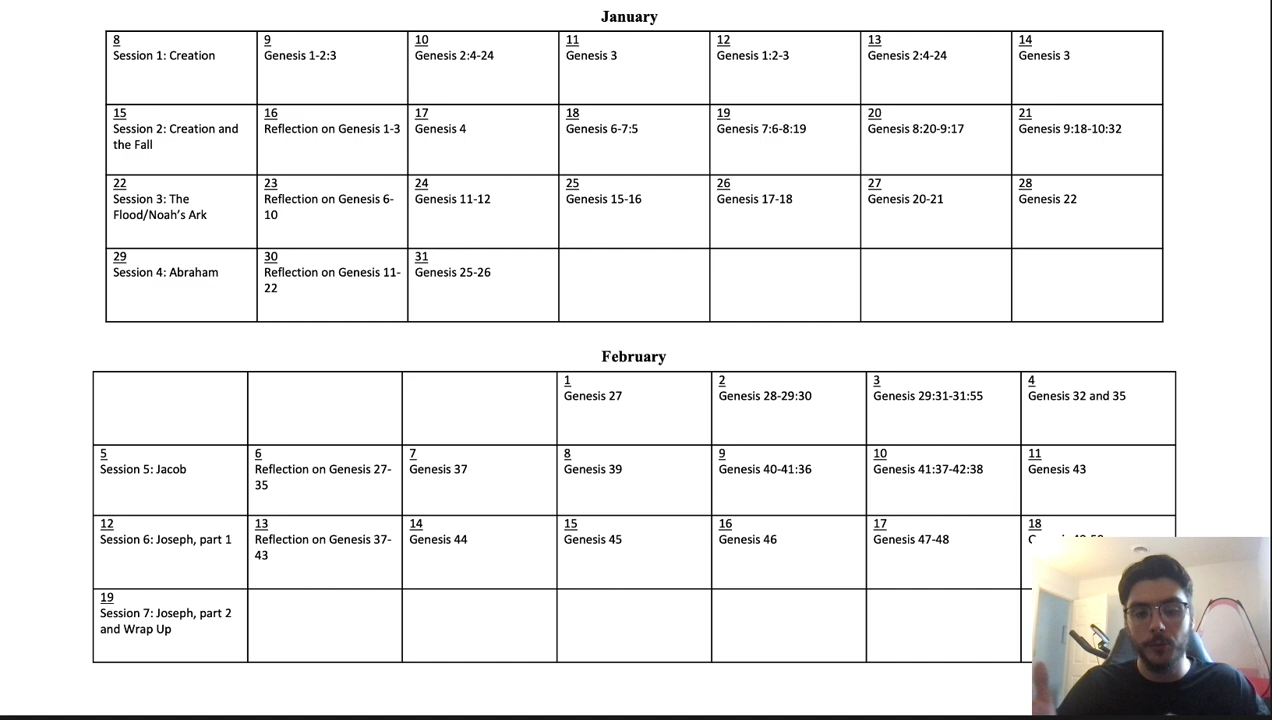 January
8
Session 1: Creation
9
Genesis 1-2:3
10
Genesis 2:4-24
11
Genesis 3
12
Genesis 1:2-3
13
Genesis 2:4-24
14
Genesis 3
15
Session 2: Creation and
the Fall
16
Reflection on Genesis 1-3
17
Genesis 4
18
Genesis 6-7:5
19
Genesis 7:6-8:19
20
Genesis 8:20-9:17
21
Genesis 9:18-10:32
22
Session 3: The
Flood/Noah's Ark
23
Reflection on Genesis 6-
10
24
Genesis 11-12
25
Genesis 15-16
26
Genesis 17-18
27
Genesis 20-21
28
Genesis 22
29
Session 4: Abraham
30
Reflection on Genesis 11-
22
31
Genesis 25-26
February
1
Genesis 27
2
Genesis 28-29:30
3
Genesis 29:31-31:55
4
Genesis 32 and 35
5
Session 5: Jacob
6
Reflection on Genesis 27-
35
7
Genesis 37
8
Genesis 39
9
Genesis 40-41:36
10
Genesis 41:37-42:38
11
Genesis 43
12
Session 6: Joseph, part 1
13
Reflection on Genesis 37-
43
14
Genesis 44
15
Genesis 45
16
Genesis 46
17
Genesis 47-48
18
19
Session 7: Joseph, part 2
and Wrap Up